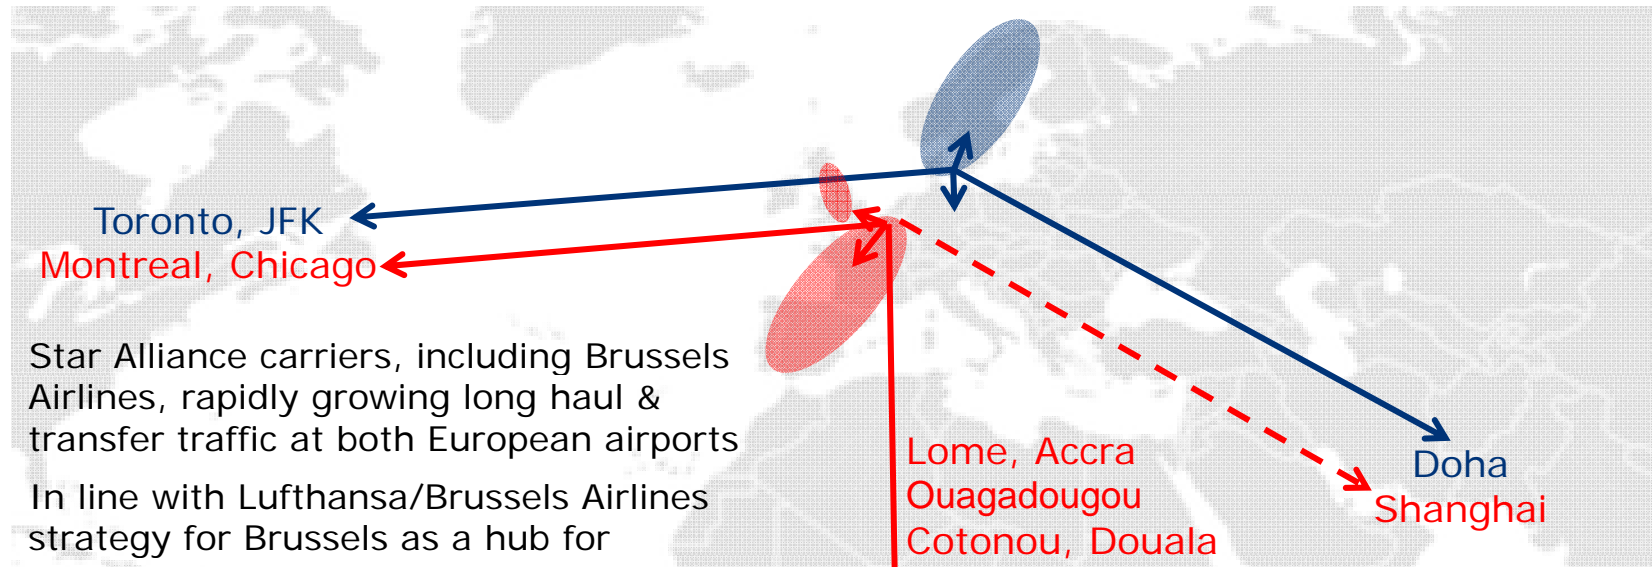 Toronto, JFK
Montreal, Chicago
Star Alliance carriers, including Brussels
Airlines, rapidly growing long haul &
transfer traffic at both European airports
In line with Lufthansa/Brussels Airlines
strategy for Brussels as a hub for
Lome, Accra
Ouagadougou
Cotonou, Douala
Doha
Shanghai